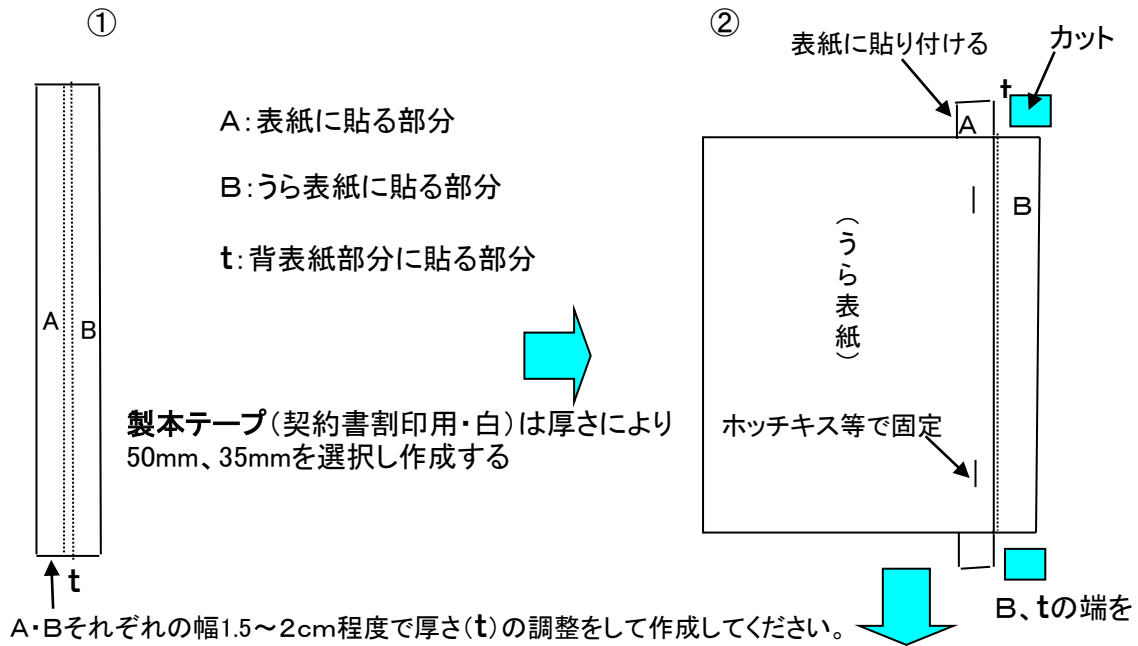 ①
A:表紙に貼る部分
B:うら表紙に貼る部分
t:背表紙部分に貼る部分
A
B
製本テープ(契約書割印用・白)は厚さにより
50mm、35mmを選択し作成する
t
A・Bそれぞれの幅1.5～2cm程度で厚さ(t)の調整をして作成してください。
②
表紙に貼り付ける
カット
t
A
B
(うら表紙)
ホッチキス等で固定
B、tの端を